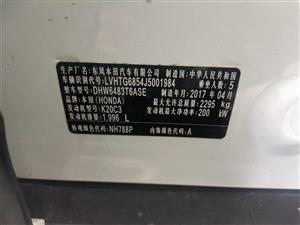 生产厂名:东风本田汽车有限公司 制造国:中华人民共和国
车辆识别代号:LVHTG6854J5001984 乘坐人数:5
整车型号:DHW6483T6ASE 制造年月:2017 年 04月
品牌:本田(HONDA) 最大允许总质量:2295 kg
发动机型号:K20C3 发动机最大净功率:200 kW
发动机排量:1.996 L
外观颜色代码:NH788P 内饰颜色代码:A